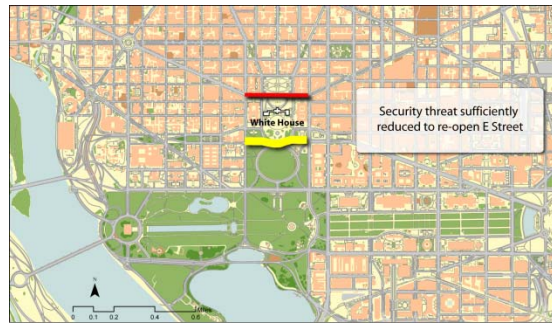 White House
Security threat sufficiently
reduced to re-open E Street
N
Miles
0 0.1 0.2 0.4 0.6